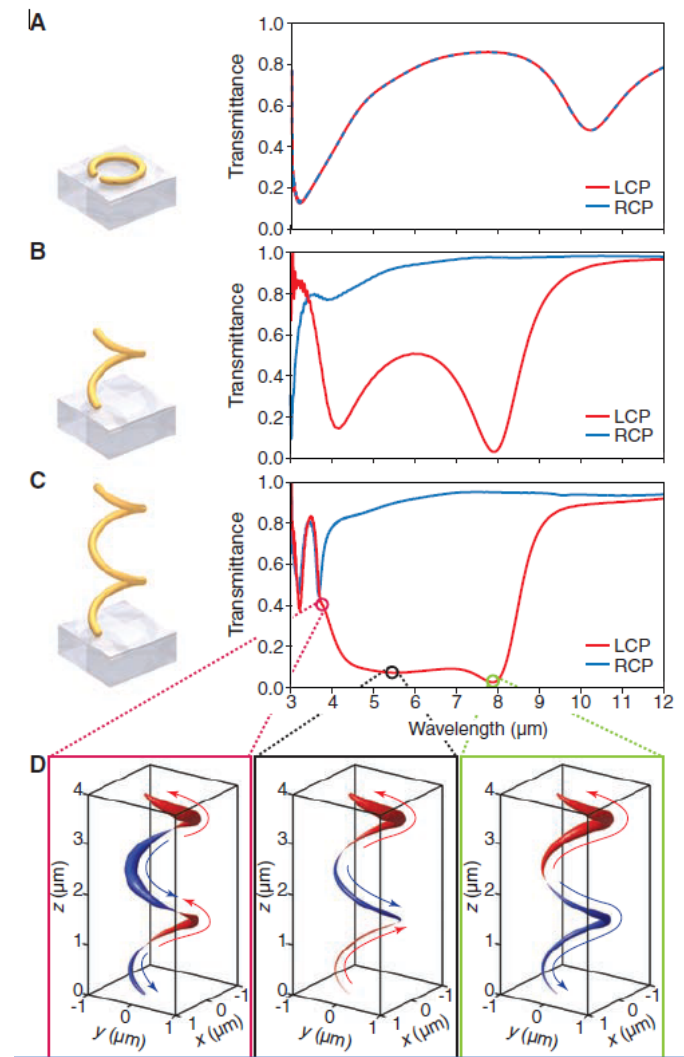 A
1.0
0.8
0.6
0.4
0.2
0.0
Transmittance
LCP
RCP
B
1.0
0.8
0.6
0.4
0.2
0.0
Transmittance
LCP
RCP
C
1.0
0.8
0.6
0.4
0.2
0.0
Transmittance
LCP
RCP
3 4 5 6 7 8 9 10 11 12
Wavelength (μm)
D
4
3
2
1
0
z (μm)
-1 0 1
y (μm)
1 0 -1
x (μm)
4
3
2
1
0
z (μm)
-1 0 1
y (μm)
1 0 -1
x (μm)
4
3
2
1
0
z (μm)
-1 0 1
y (μm)
1 0 -1
x (μm)